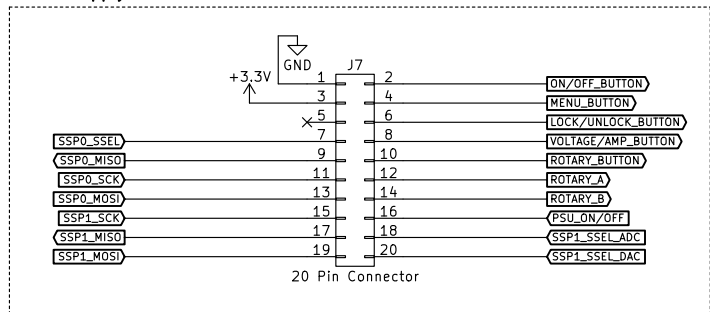 GND
J7
+3.3V
1 2 ON/OFF_BUTTON
3 4 MENU_BUTTON
5 6 LOCK/UNLOCK_BUTTON
SSP0_SSEL 7 8 VOLTAGE/AMP_BUTTON
SSP0_MISO 9 10 ROTARY_BUTTON
SSP0_SCK 11 12 ROTARY_A
SSP0_MOSI 13 14 ROTARY_B
SSP1_SCK 15 16 PSU_ON/OFF
SSP1_MISO 17 18 SSP1_SSEL_ADC
SSP1_MOSI 19 20 SSP1_SSEL_DAC
20 Pin Connector